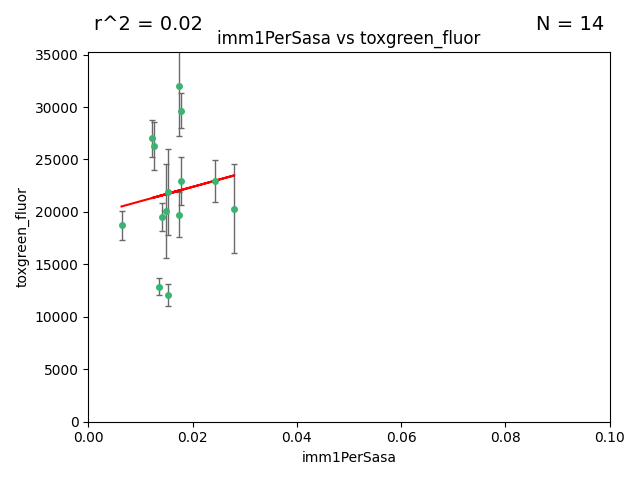 r^2 = 0.02
N = 14
imm1PerSasa vs toxgreen_fluor
35000
30000
25000
20000
15000
10000
5000
0
toxgreen_fluor
0.00
0.02
0.04
0.06
0.08
0.10
imm1PerSasa